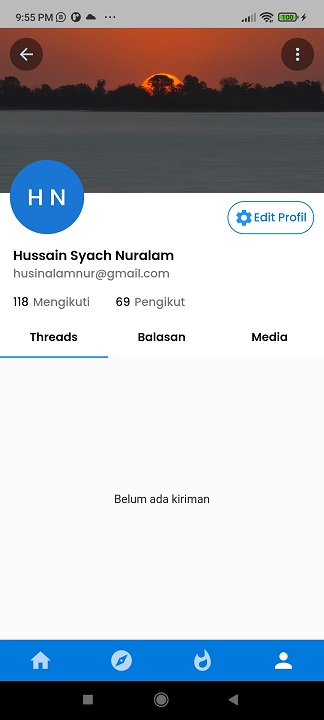 9:55 PM
100
H N
Edit Profil
Hussain Syach Nuralam
husinalamnur@gmail.com
118 Mengikuti 69 Pengikut
Threads Balasan Media
Belum ada kiriman